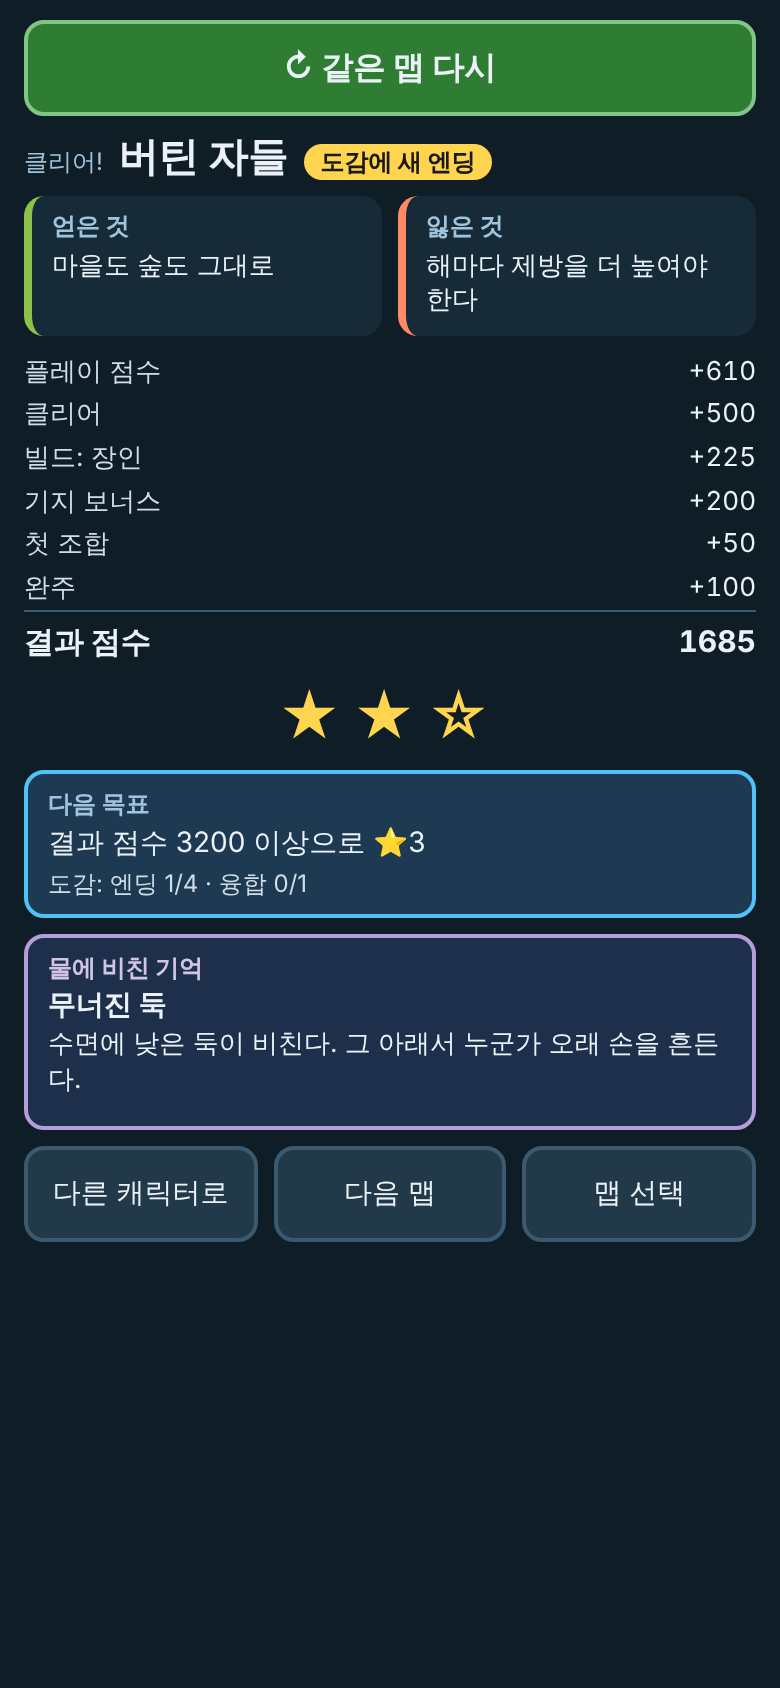 ↻ 같은 맵 다시
클리어! 버틴 자들 도감에 새 엔딩
얻은 것
마을도 숲도 그대로
잃은 것
해마다 제방을 더 높여야
한다
플레이 점수 +610
클리어 +500
빌드: 장인 +225
기지 보너스 +200
첫 조합 +50
완주 +100
결과 점수 1685
★ ★ ☆
다음 목표
결과 점수 3200 이상으로 ⭐3
도감: 엔딩 1/4 · 융합 0/1
물에 비친 기억
무너진 둑
수면에 낮은 둑이 비친다. 그 아래서 누군가 오래 손을 흔든
다.
다른 캐릭터로
다음 맵
맵 선택